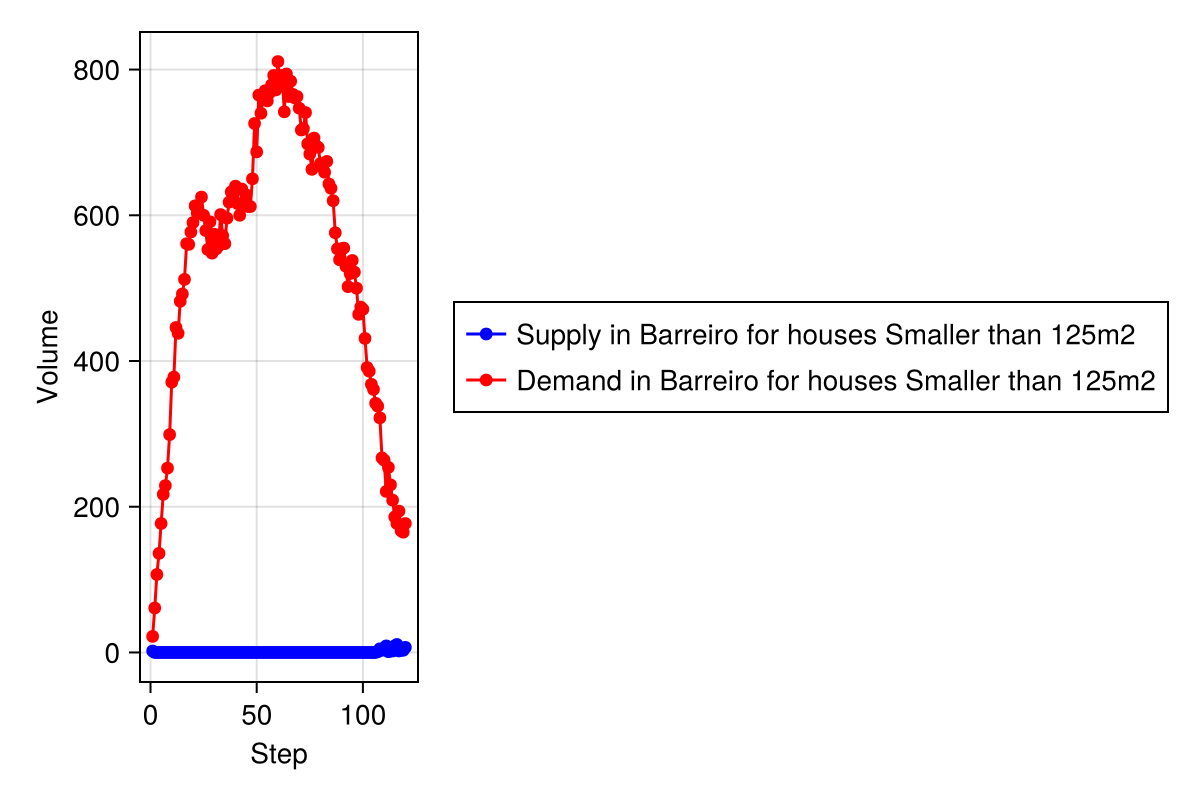 800
600
400
200
0
Volume
0 50 100
Step
Supply in Barreiro for houses Smaller than 125m2
Demand in Barreiro for houses Smaller than 125m2